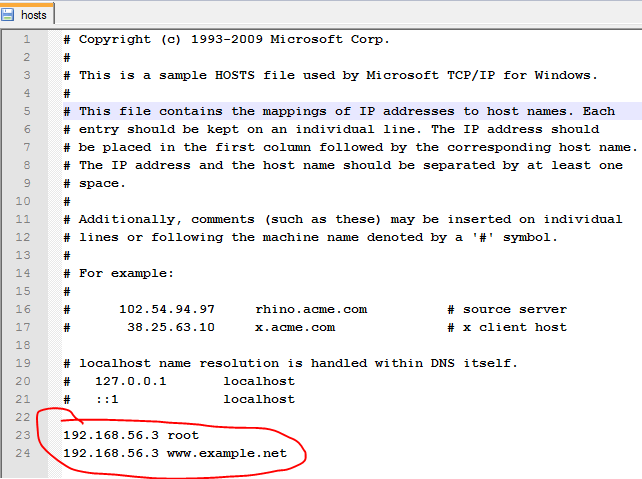 hosts
1 # Copyright (c) 1993-2009 Microsoft Corp.
2 #
3 # This is a sample HOSTS file used by Microsoft TCP/IP for Windows.
4 #
5 # This file contains the mappings of IP addresses to host names. Each
6 # entry should be kept on an individual line. The IP address should
7 # be placed in the first column followed by the corresponding host name.
8 # The IP address and the host name should be separated by at least one
9 # space.
10 #
11 # Additionally, comments (such as these) may be inserted on individual
12 # lines or following the machine name denoted by a '#' symbol.
13 #
14 # For example:
15 #
16 #      102.54.94.97     rhino.acme.com          # source server
17 #       38.25.63.10     x.acme.com              # x client host
18
19 # localhost name resolution is handled within DNS itself.
20 #   127.0.0.1       localhost
21 #   ::1             localhost
22
23 192.168.56.3 root
24 192.168.56.3 www.example.net